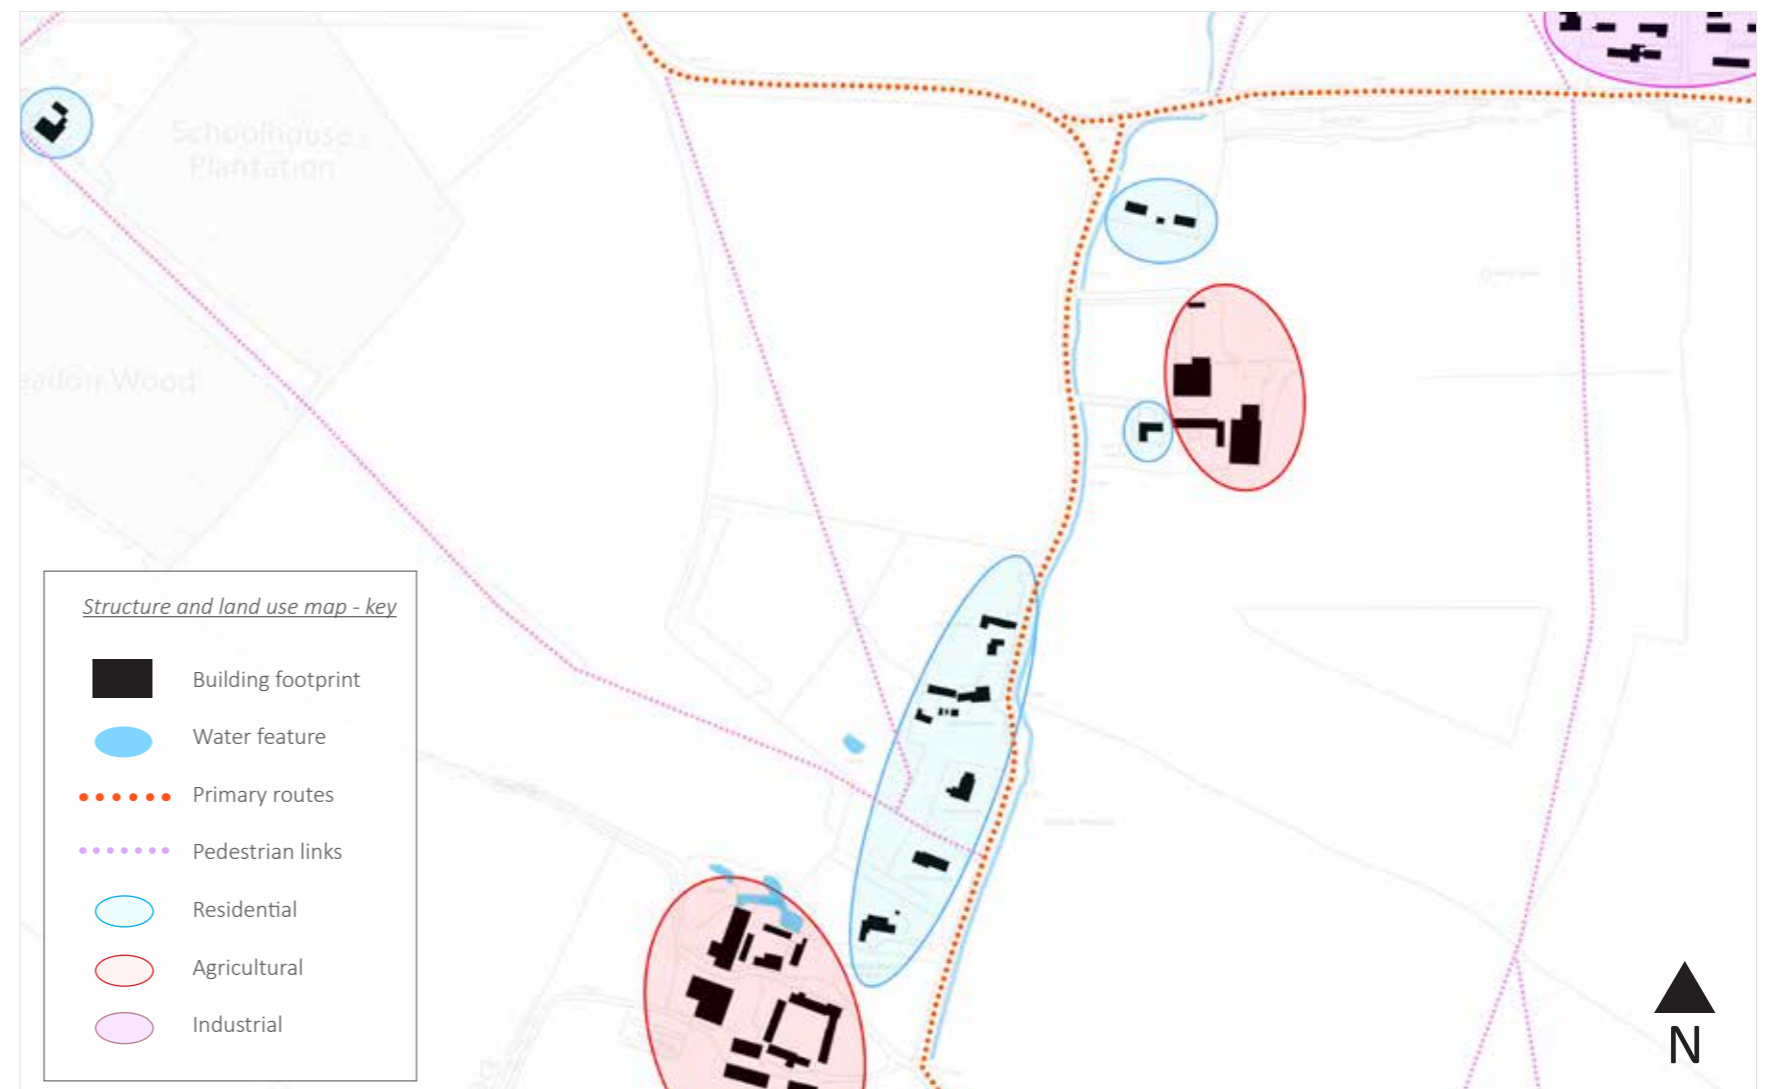 Schoolhouse
Plantation
Wood
Structure and land use map - key
Building footprint
Water feature
Primary routes
Pedestrian links
Residential
Agricultural
Industrial
N